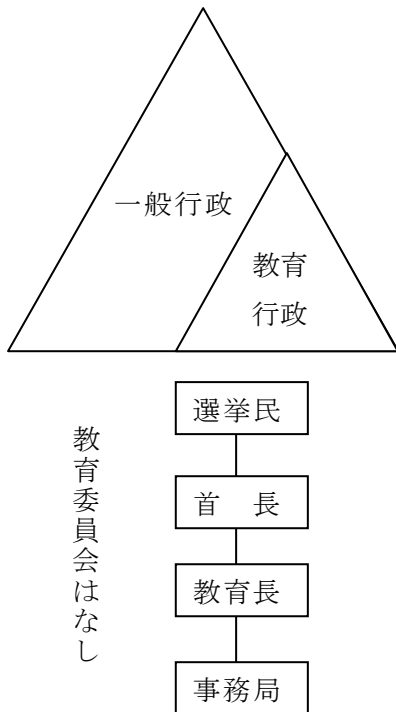 一般行政
教育
行政
選挙民
首　長
教育長
事務局
教育委員会はなし